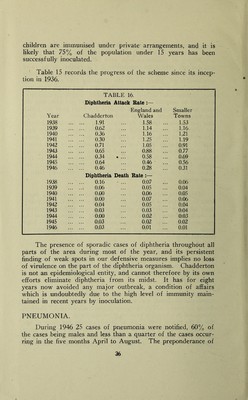 children are immunised under private arrangements, and it is
likely that 75% of the population under 15 years has been
successfully inoculated.
Table 15 records the progress of the scheme since its incep-
tion in 1936.
TABLE 16.
Diphtheria Attack Rate :—
England and Smaller
Year Chadderton Wales Towns
1938 ... ... 1.91 ... 1.58 ... 1.53
1939 ... ... 0.62 ... 1.14 ... 1.16
1940 ... ... 0.36 ... 1.16 ... 1.21
1941 ... ... 0.30 ... 1.25 ... 1.19
1942 ... ... 0.71 ... 1.05 ... 0.91
1943 ... ... 0.65 ... 0.88 ... 0.77
1944 ... ... 0.34 ... 0.58 ... 0.69
1945 ... ... 0.64 ... 0.46 ... 0.56
1946 ... ... 0.46 ... 0.28 ... 0.31
Diphtheria Death Rate :—
1938 ... ... 0.16 ... 0.07 ... 0.06
1939 ... ... 0.06 ... 0.05 ... 0.04
1940 ... ... 0.00 ... 0.06 ... 0.05
1941 ... ... 0.00 ... 0.07 ... 0.06
1942 ... ... 0.04 ... 0.05 ... 0.04
1943 ... ... 0.03 ... 0.03 ... 0.04
1944 ... ... 0.00 ... 0.02 ... 0.03
1945 ... ... 0.03 ... 0.02 ... 0.02
1946 ... ... 0.03 ... 0.01 ... 0.01
The presence of sporadic cases of diphtheria throughout all
parts of the area during most of the year, and its persistent
finding of weak spots in our defensive measures implies no loss
of virulence on the part of the diphtheria organism. Chadderton
is not an epidemiological entity, and cannot therefore by its own
efforts eliminate diphtheria from its midst. It has for eight
years now avoided any major outbreak, a condition of affairs
which is undoubtedly due to the high level of immunity main-
tained in recent years by inoculation.
PNEUMONIA.
During 1946 25 cases of pneumonia were notified, 60% of
the cases being males and less than a quarter of the cases occur-
ring in the five months April to August. The preponderance of
26